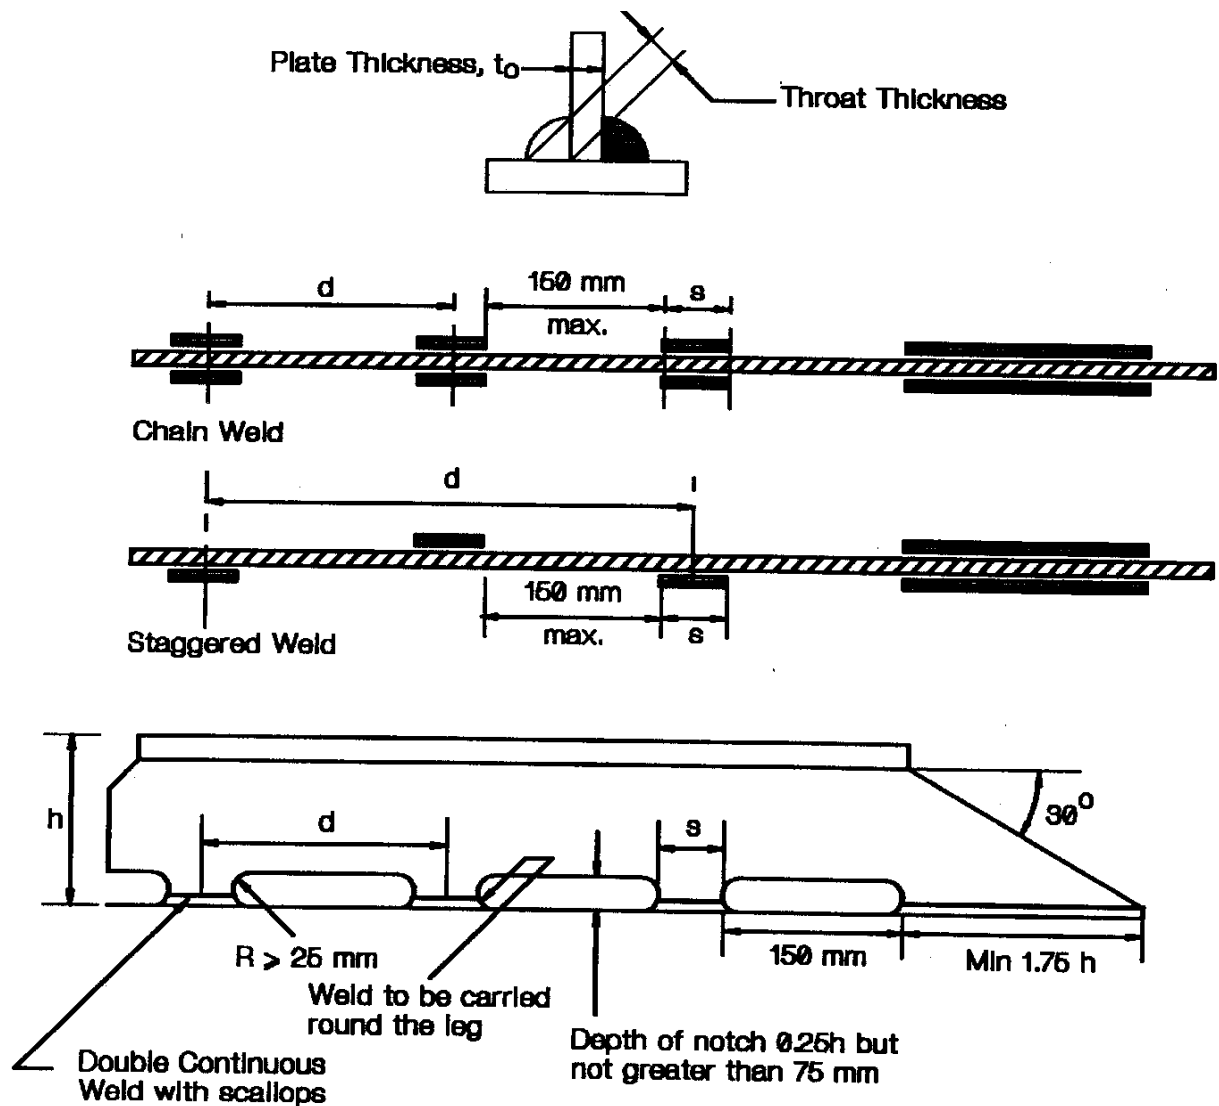 Plate Thickness, to
Throat Thickness
d
150 mm
s
max.
Chain Weld
d
150 mm
max.
s
Staggered Weld
h
d
s
30°
R ⩾ 25 mm
150 mm
Min 1.75 h
Weld to be carried
round the leg
Depth of notch 0.25h but
not greater than 75 mm
Double Continuous
Weld with scallops